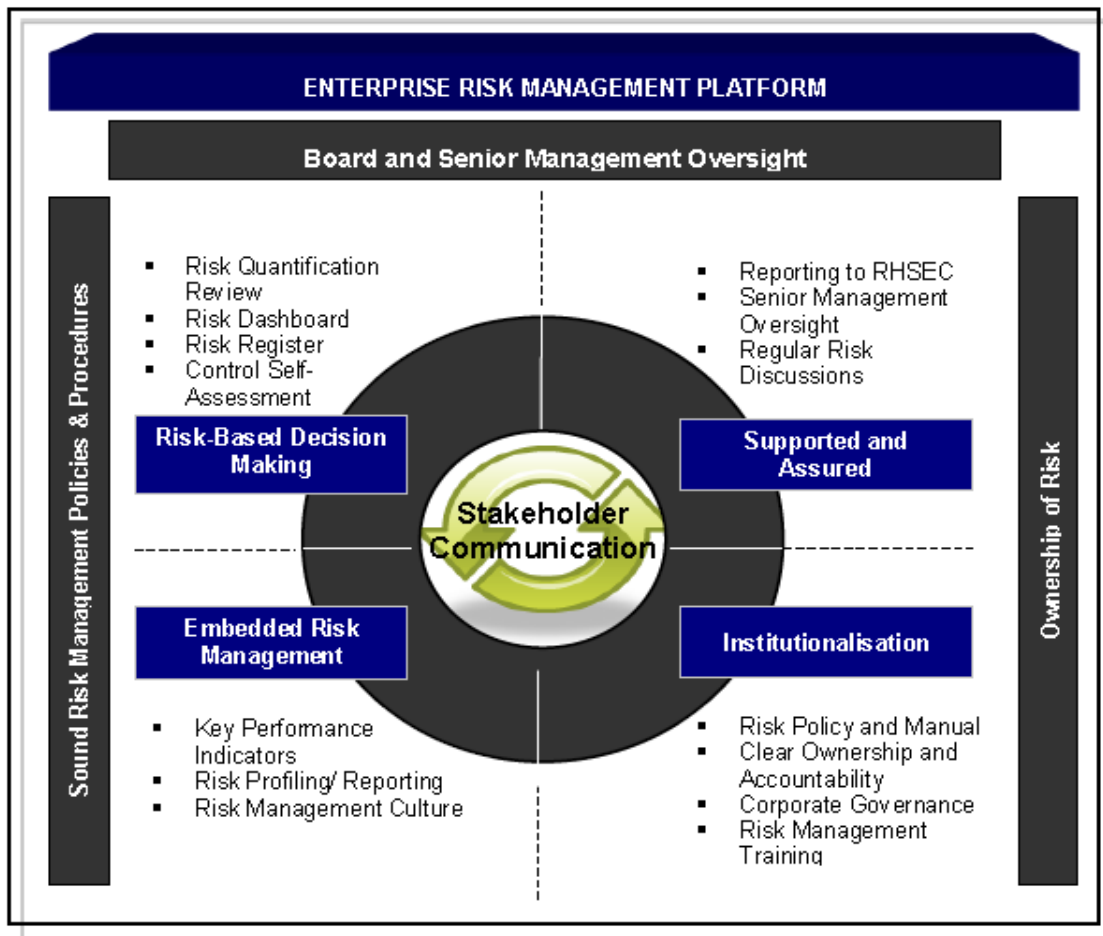 ENTERPRISE RISK MANAGEMENT PLATFORM
Board and Senior Management Oversight
Sound Risk Management Policies & Procedures
▪ Risk Quantification
Review
▪ Risk Dashboard
▪ Risk Register
▪ Control Self-
Assessment
Risk-Based Decision
Making
▪ Reporting to RHSEC
▪ Senior Management
Oversight
▪ Regular Risk
Discussions
Supported and
Assured
Stakeholder
Communication
Embedded Risk
Management
▪ Key Performance
Indicators
▪ Risk Profiling/ Reporting
▪ Risk Management Culture
Institutionalisation
▪ Risk Policy and Manual
▪ Clear Ownership and
Accountability
▪ Corporate Governance
▪ Risk Management
Training
Ownership of Risk